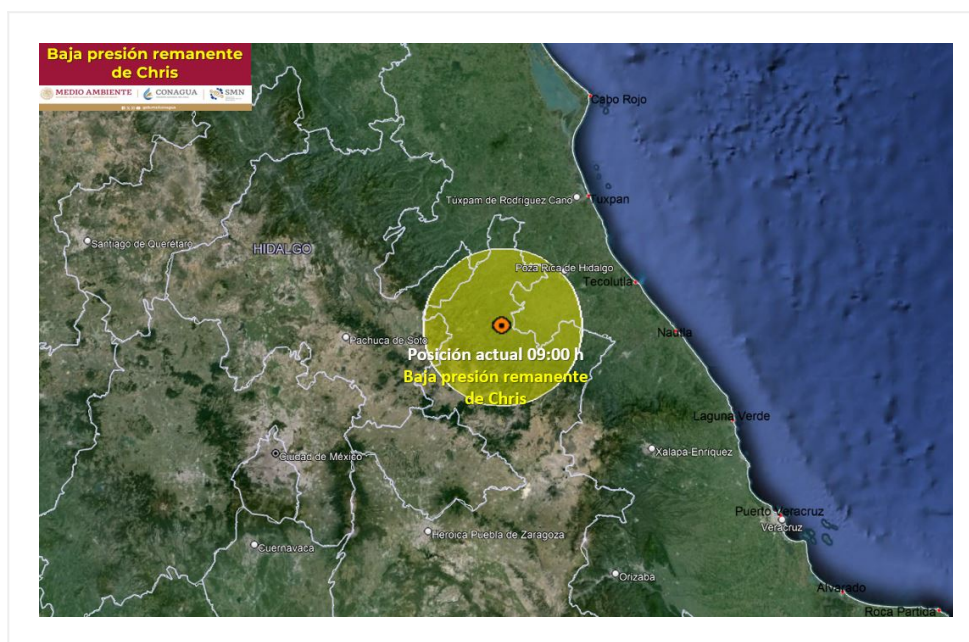 Baja presión remanente
de Chris
MEDIO AMBIENTE
CONAGUA
SMN
Cabo Rojo
Tuxpam de Rodríguez Cano
Tuxpan
Santiago de Querétaro
HIDALGO
Poza Rica de Hidalgo
Tecolutla
Nautla
Pachuca de Soto
Posición actual 09:00 h
Baja presión remanente
de Chris
Laguna Verde
Ciudad de México
Xalapa-Enríquez
Puerto Veracruz
Veracruz
Heroica Puebla de Zaragoza
Cuernavaca
Orizaba
Alvarado
Roca Partida